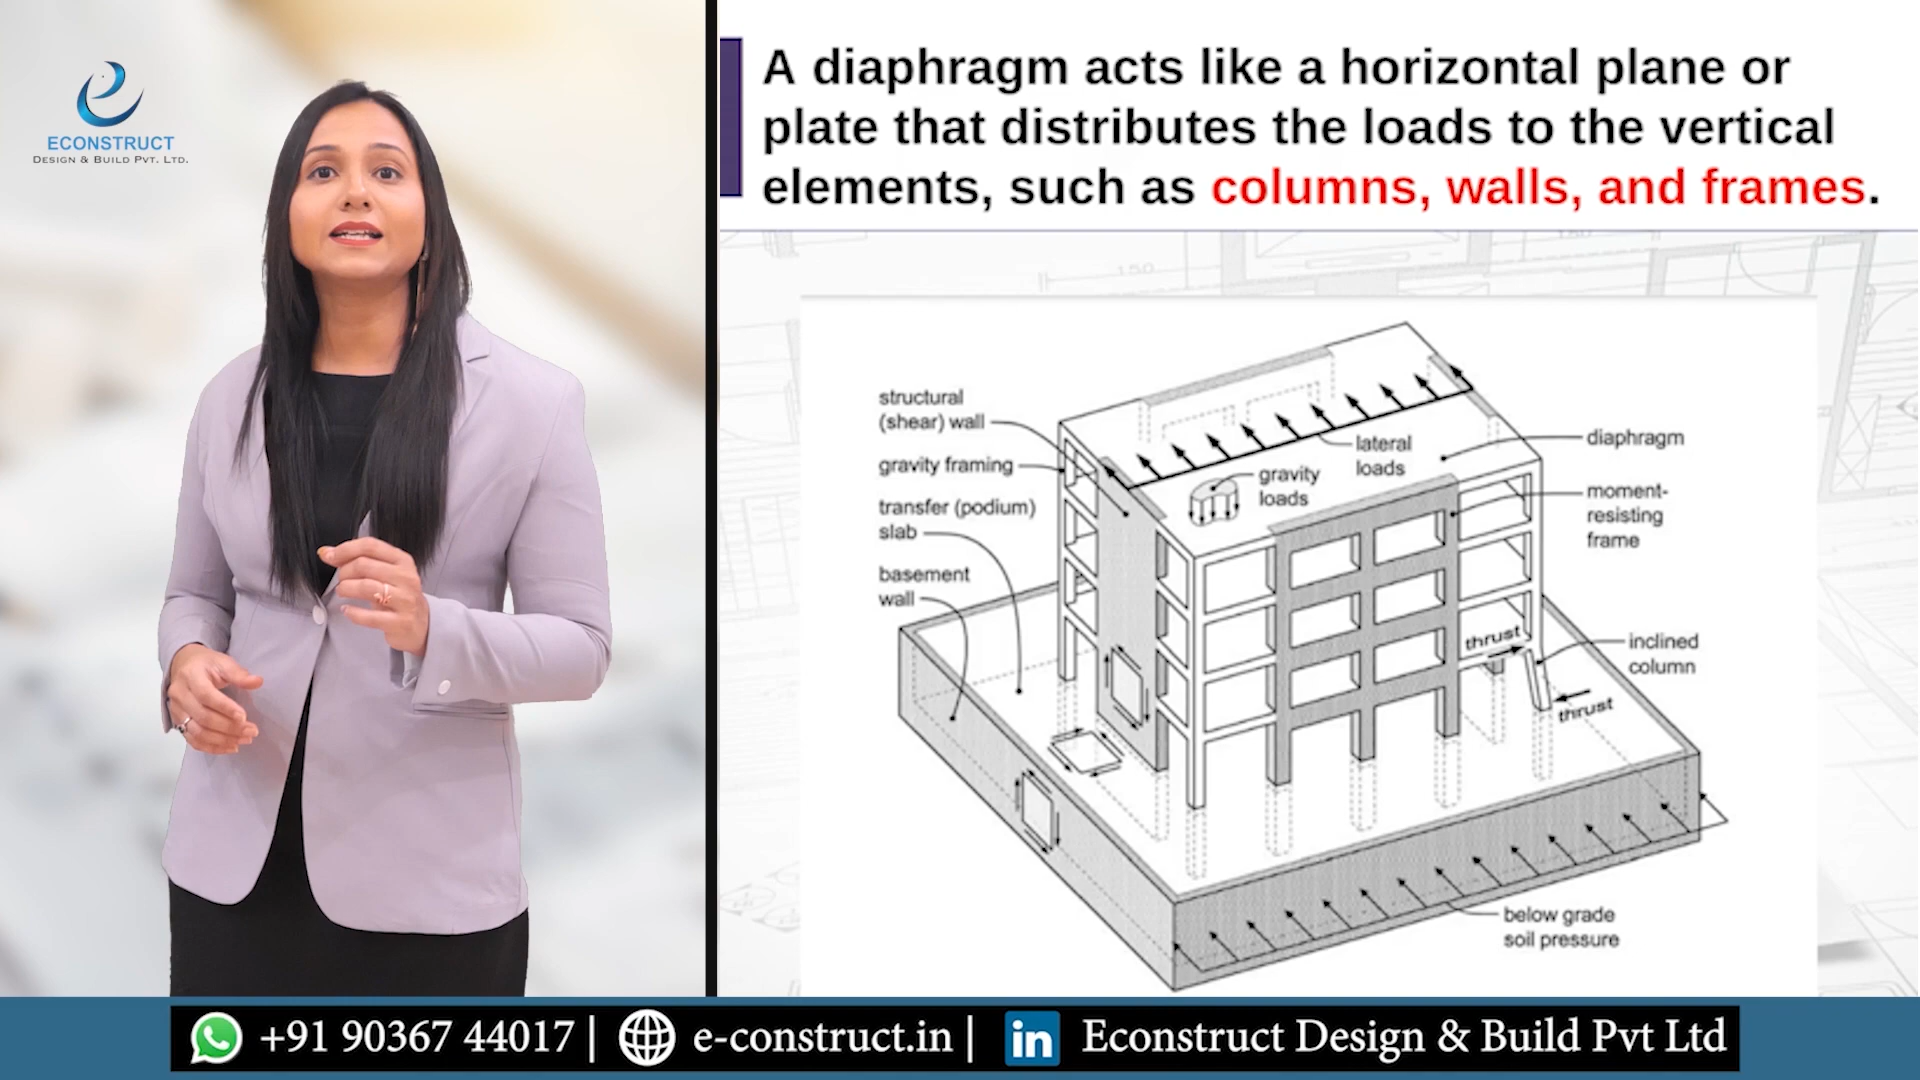 ECONSTRUCT
DESIGN & BUILD PVT. LTD.
A diaphragm acts like a horizontal plane or
plate that distributes the loads to the vertical
elements, such as columns, walls, and frames.
150
structural
(shear) wall
gravity framing
transfer (podium)
slab
basement
wall
lateral
loads
gravity
loads
diaphragm
moment-
resisting
frame
thrust
inclined
column
thrust
below grade
soil pressure
+91 90367 44017 | e-construct.in | in Econstruct Design & Build Pvt Ltd